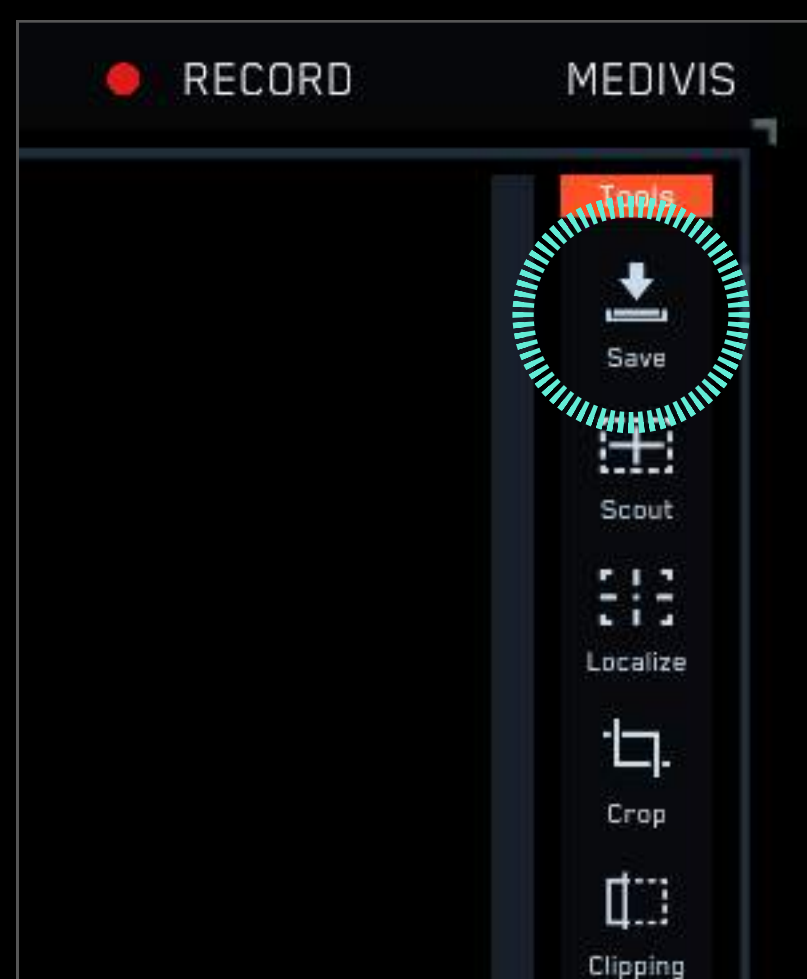 RECORD MEDIVIS
Tools
Save
Scout
Localize
Crop
Clipping